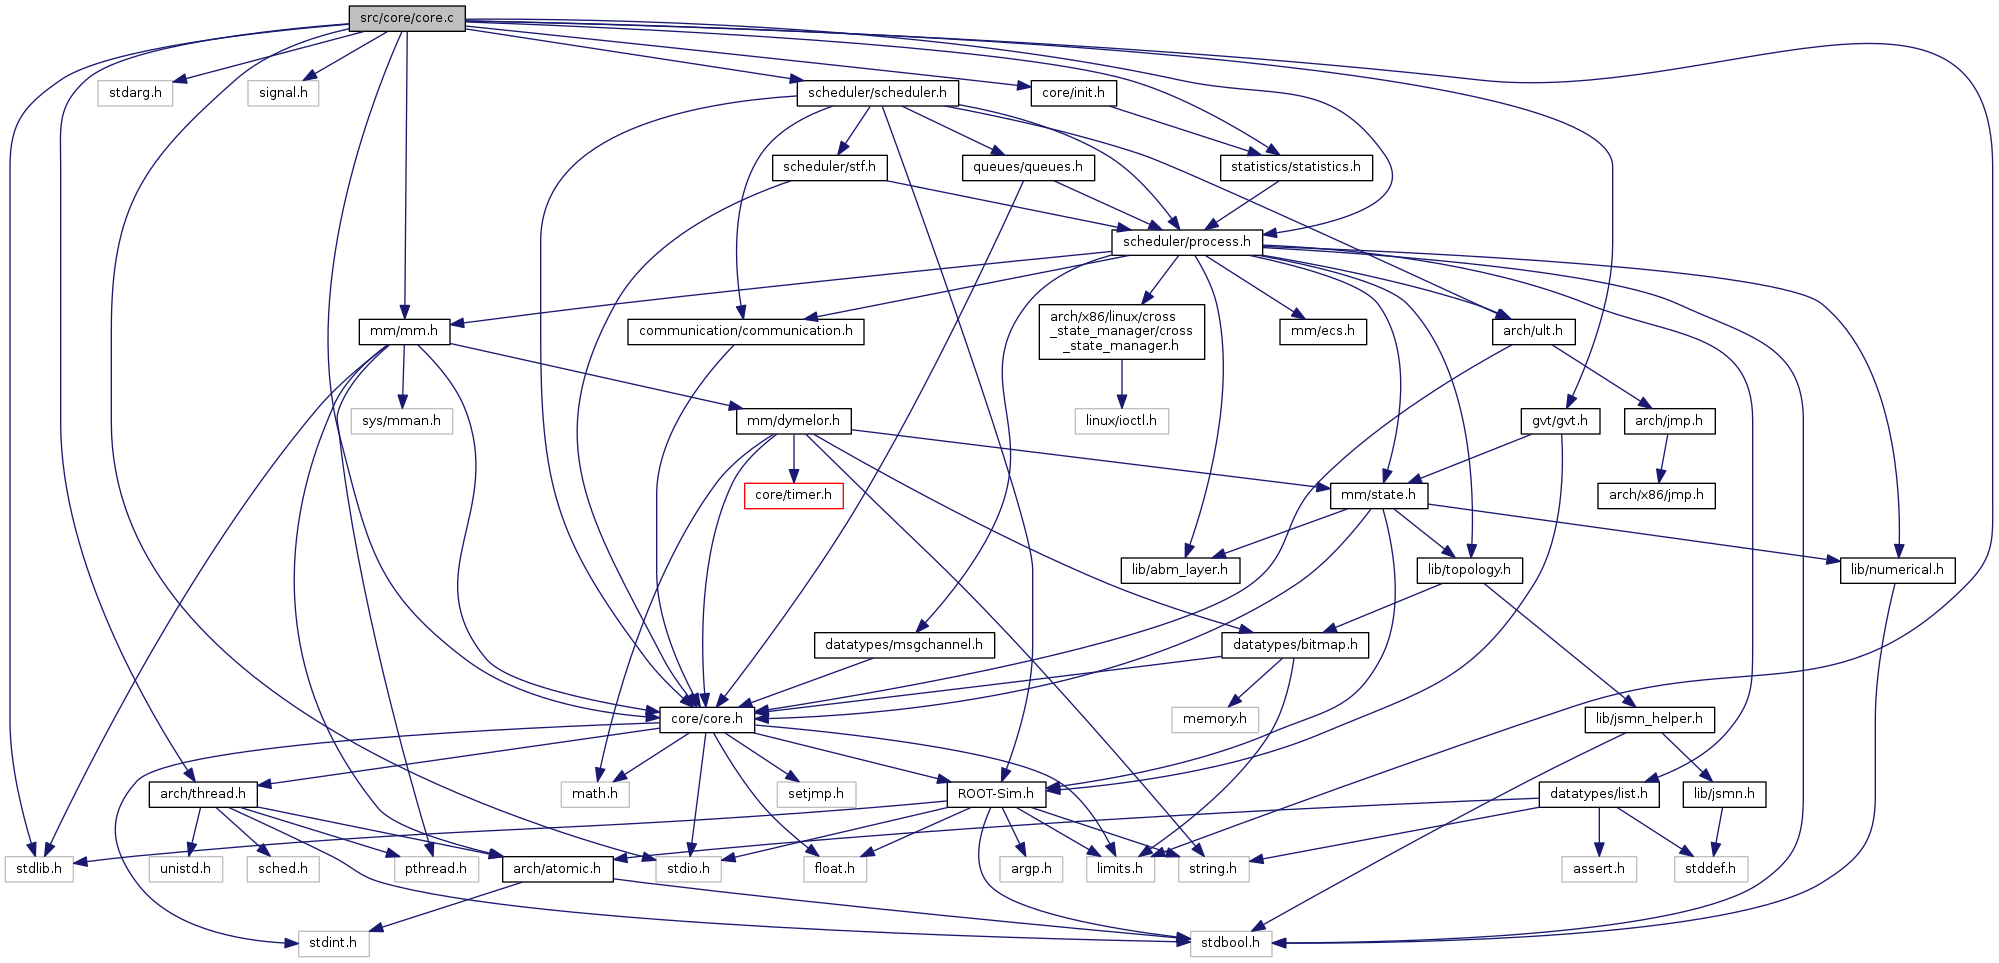 src/core/core.c
stdarg.h
signal.h
scheduler/scheduler.h
core/init.h
scheduler/stf.h
queues/queues.h
statistics/statistics.h
scheduler/process.h
mm/mm.h
communication/communication.h
arch/x86/linux/cross
_state_manager/cross
_state_manager.h
mm/ecs.h
arch/ult.h
sys/mman.h
mm/dymelor.h
linux/ioctl.h
gvt/gvt.h
arch/jmp.h
core/timer.h
mm/state.h
arch/x86/jmp.h
lib/abm_layer.h
lib/topology.h
lib/numerical.h
datatypes/msgchannel.h
datatypes/bitmap.h
core/core.h
memory.h
lib/jsmn_helper.h
arch/thread.h
math.h
setjmp.h
ROOT-Sim.h
datatypes/list.h
lib/jsmn.h
stdlib.h
unistd.h
sched.h
pthread.h
arch/atomic.h
stdio.h
float.h
argp.h
limits.h
string.h
assert.h
stddef.h
stdint.h
stdbool.h